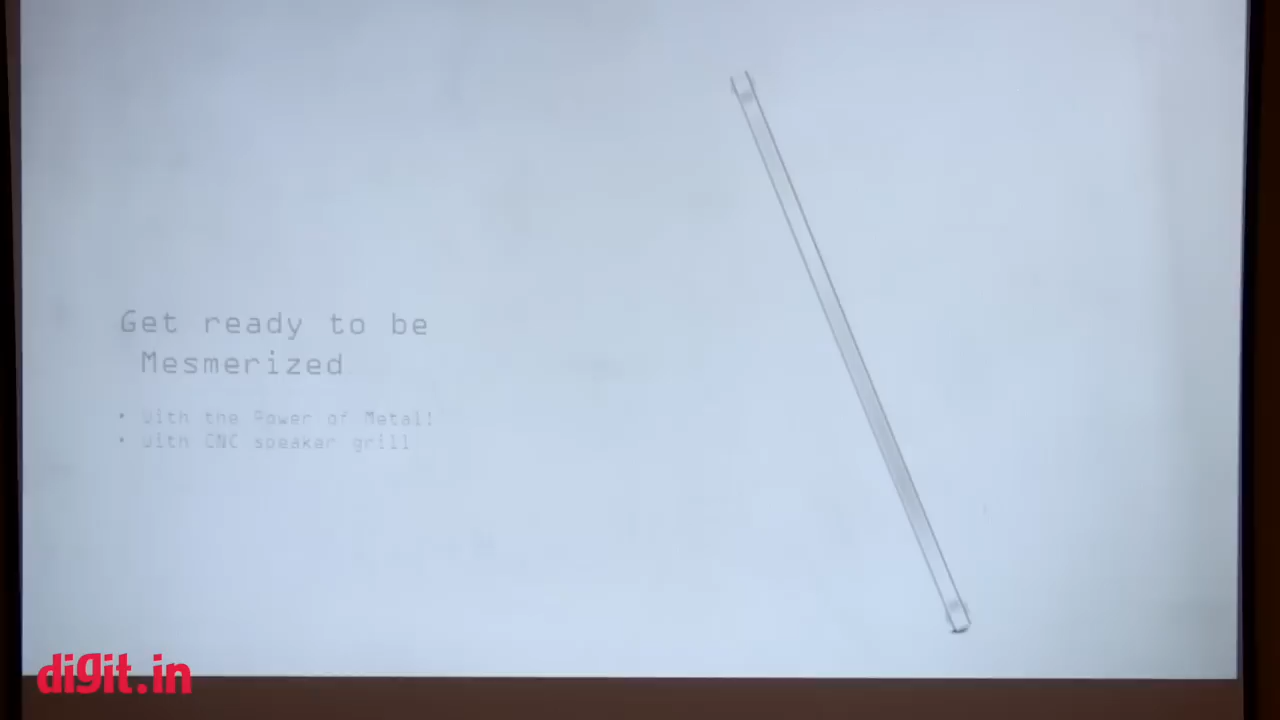 Get ready to be
Mesmerized
• With the Power of Metal!
• With CNC speaker grill
digit.in